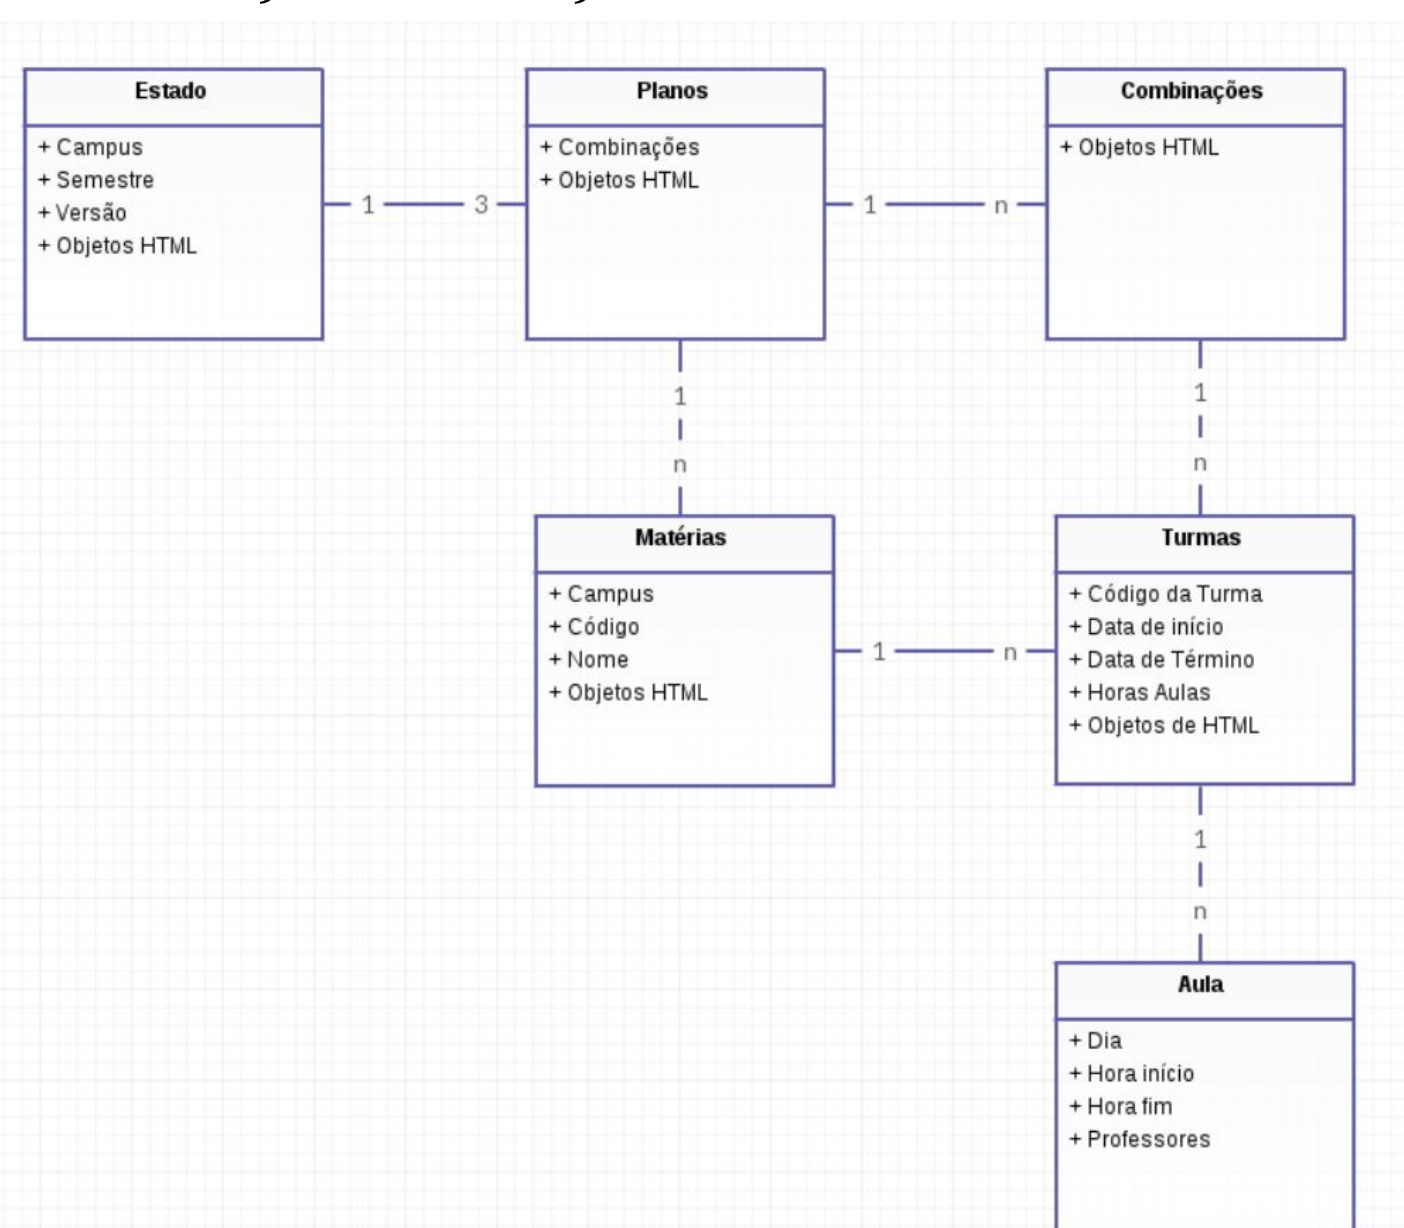 Estado
+ Campus
+ Semestre
+ Versão
+ Objetos HTML
1
3
Planos
+ Combinações
+ Objetos HTML
1
n
Combinações
+ Objetos HTML
1
n
1
n
Matérias
+ Campus
+ Código
+ Nome
+ Objetos HTML
1
n
Turmas
+ Código da Turma
+ Data de início
+ Data de Término
+ Horas Aulas
+ Objetos de HTML
1
n
Aula
+ Dia
+ Hora início
+ Hora fim
+ Professores